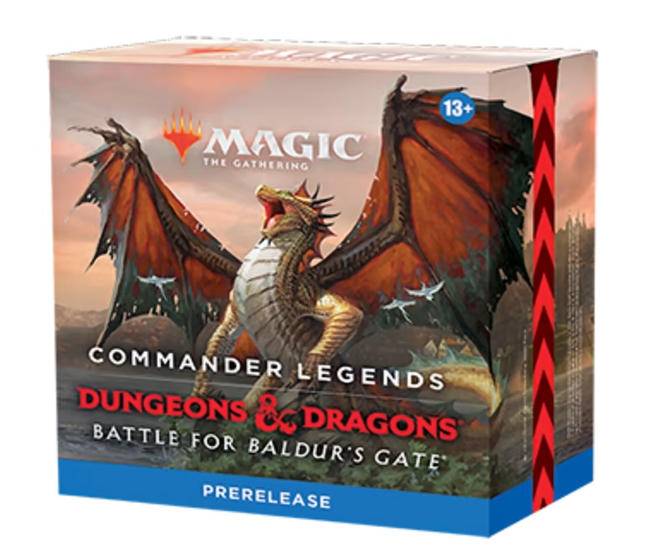 13+
MAGIC
THE GATHERING
COMMANDER LEGENDS
DUNGEONS & DRAGONS
BATTLE FOR BALDUR'S GATE
PRERELEASE